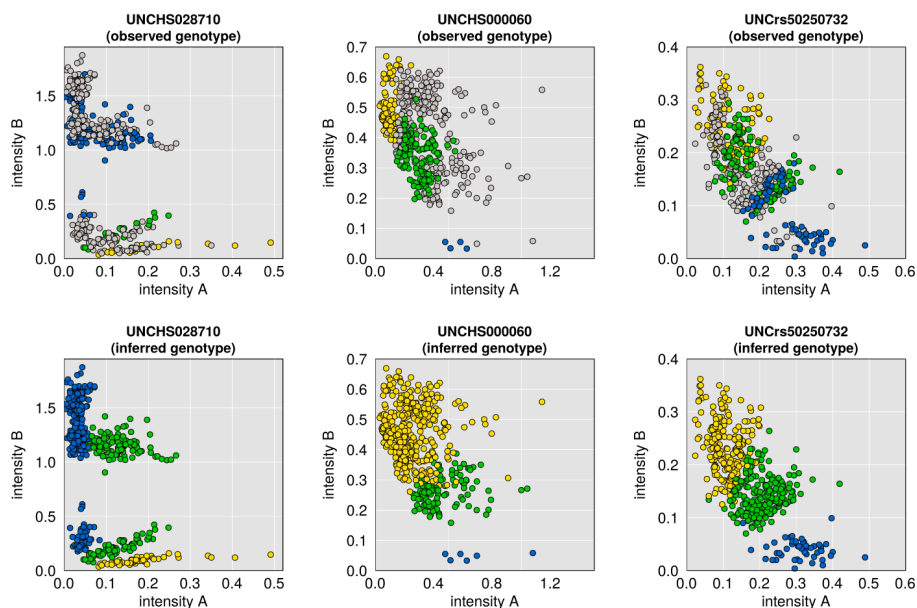 UNCHS028710
(observed genotype)
UNCHS000060
(observed genotype)
UNCrs50250732
(observed genotype)
intensity B
1.5
1.0
0.5
0.0
0.0 0.1 0.2 0.3 0.4 0.5
intensity A
intensity B
0.7
0.6
0.5
0.4
0.3
0.2
0.1
0.0
0.0 0.4 0.8 1.2
intensity A
intensity B
0.4
0.3
0.2
0.1
0.0
0.0 0.1 0.2 0.3 0.4 0.5 0.6
intensity A
UNCHS028710
(inferred genotype)
UNCHS000060
(inferred genotype)
UNCrs50250732
(inferred genotype)
intensity B
1.5
1.0
0.5
0.0
0.0 0.1 0.2 0.3 0.4 0.5
intensity A
intensity B
0.7
0.6
0.5
0.4
0.3
0.2
0.1
0.0
0.0 0.4 0.8 1.2
intensity A
intensity B
0.4
0.3
0.2
0.1
0.0
0.0 0.1 0.2 0.3 0.4 0.5 0.6
intensity A